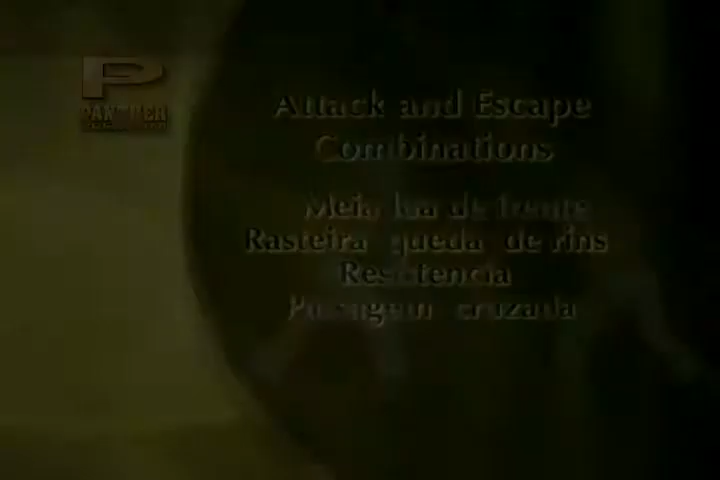 P
PANTHER
Attack and Escape
Combinations
Meia lua de frente
Rasteira queda de rins
Resistencia
Passagem cruzada